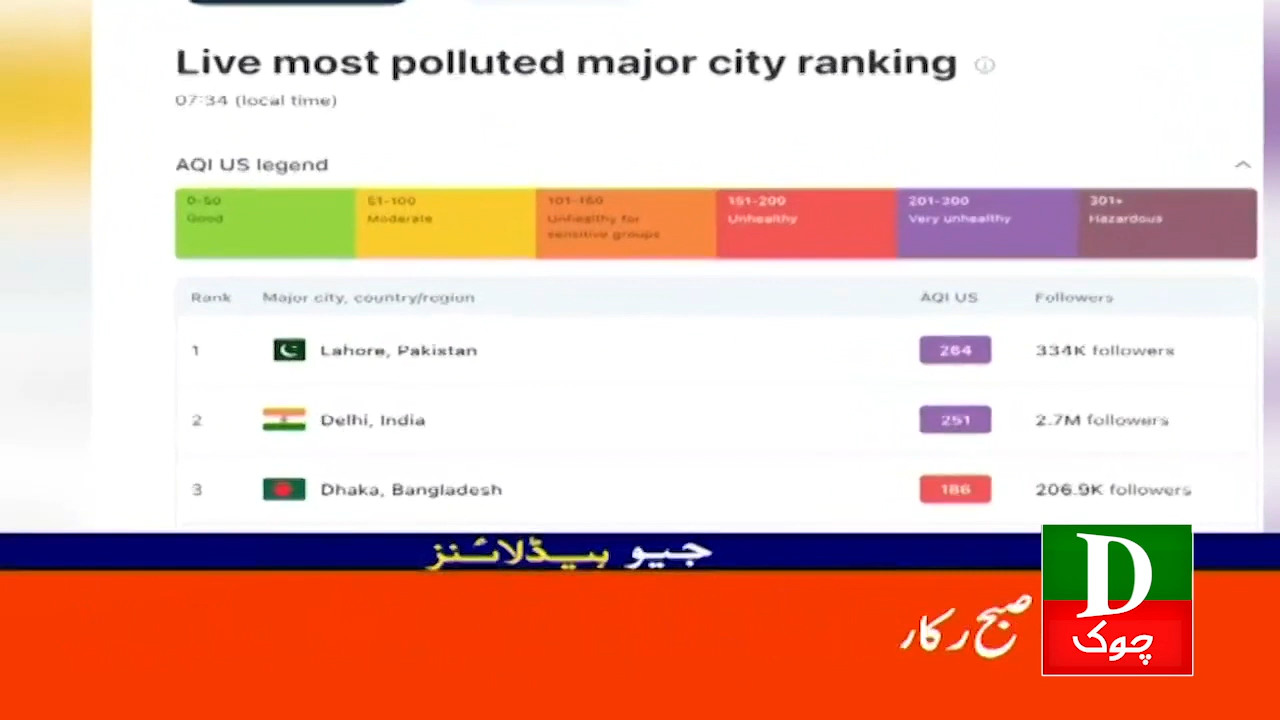 Live most polluted major city ranking
07:34 (local time)
AQI US legend
0-50 Good
51-100 Moderate
101-150 Unhealthy for sensitive groups
151-200 Unhealthy
201-300 Very unhealthy
301+ Hazardous
Rank Major city, country/region AQI US Followers
1 Lahore, Pakistan 264 334K followers
2 Delhi, India 251 2.7M followers
3 Dhaka, Bangladesh 186 206.9K followers
جیو ہیڈلائنز
صبح رکار
D
چوک